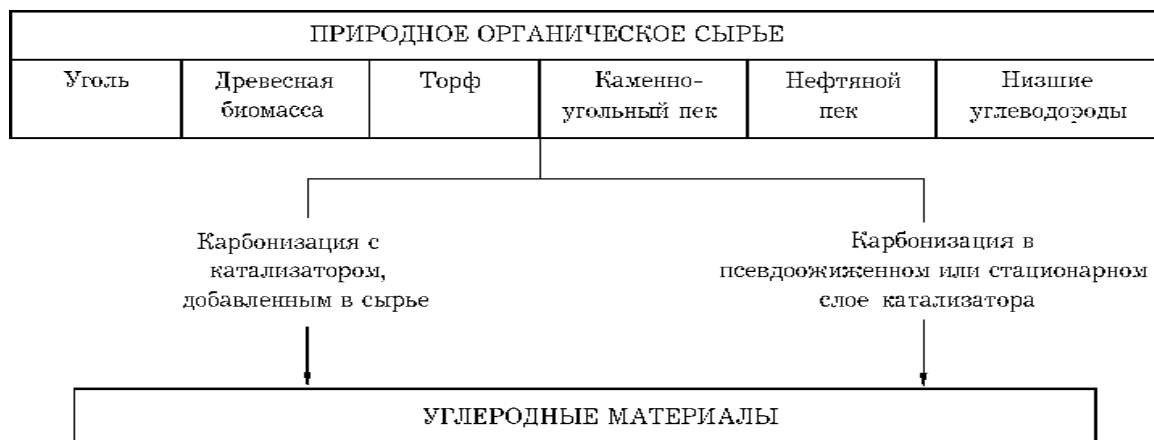 ПРИРОДНОЕ ОРГАНИЧЕСКОЕ СЫРЬЕ
Уголь
Древесная
биомасса
Торф
Каменно-
угольный пек
Нефтяной
пек
Низшие
углеводороды
Карбонизация с
катализатором,
добавленным в сырье
Карбонизация в
псевдоожиженном или стационарном
слое катализатора
УГЛЕРОДНЫЕ МАТЕРИАЛЫ